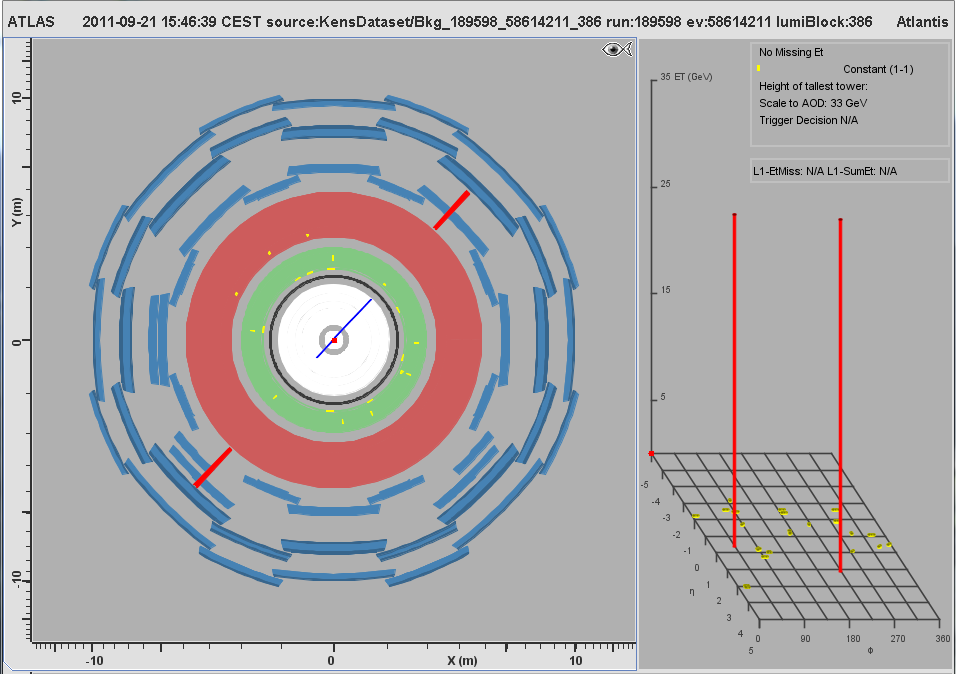 ATLAS 2011-09-21 15:46:39 CEST source:KensDataset/Bkg_189598_58614211_386 run:189598 ev:58614211 lumiBlock:386 Atlantis
10
Y (m)
0
-10
-10 0 X (m) 10
No Missing Et
Constant (1-1)
Height of tallest tower:
Scale to AOD: 33 GeV
Trigger Decision N/A
L1-EtMiss: N/A L1-SumEt: N/A
35 ET (GeV)
25
15
5
-5
-4
-3
-2
-1
0
η 1
2
3
4
5
0 90 180 270 360
Φ